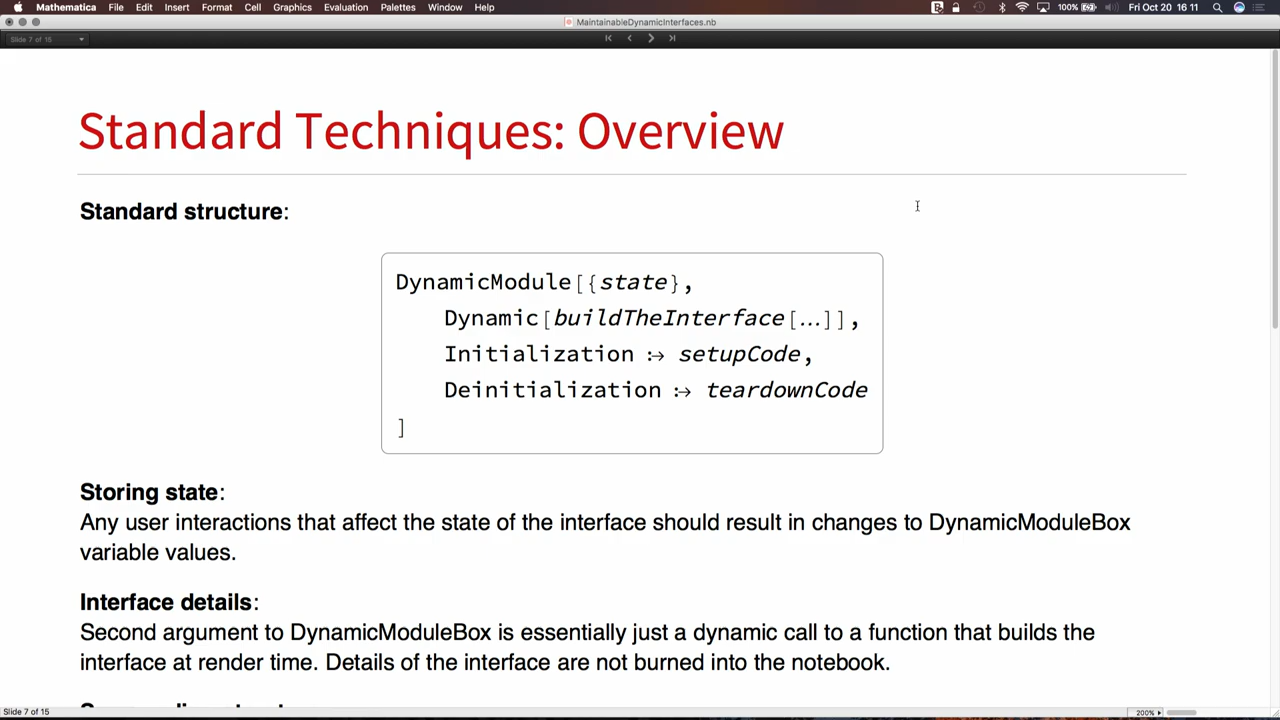 Mathematica File Edit Insert Format Cell Graphics Evaluation Palettes Window Help 100% Fri Oct 20 16 11
MaintainableDynamicInterfaces.nb
Slide 7 of 15
Standard Techniques: Overview
Standard structure:
DynamicModule[{state},
Dynamic[buildTheInterface[...]],
Initialization :→ setupCode,
Deinitialization :→ teardownCode
]
Storing state:
Any user interactions that affect the state of the interface should result in changes to DynamicModuleBox
variable values.
Interface details:
Second argument to DynamicModuleBox is essentially just a dynamic call to a function that builds the
interface at render time. Details of the interface are not burned into the notebook.
Slide 7 of 15 200%